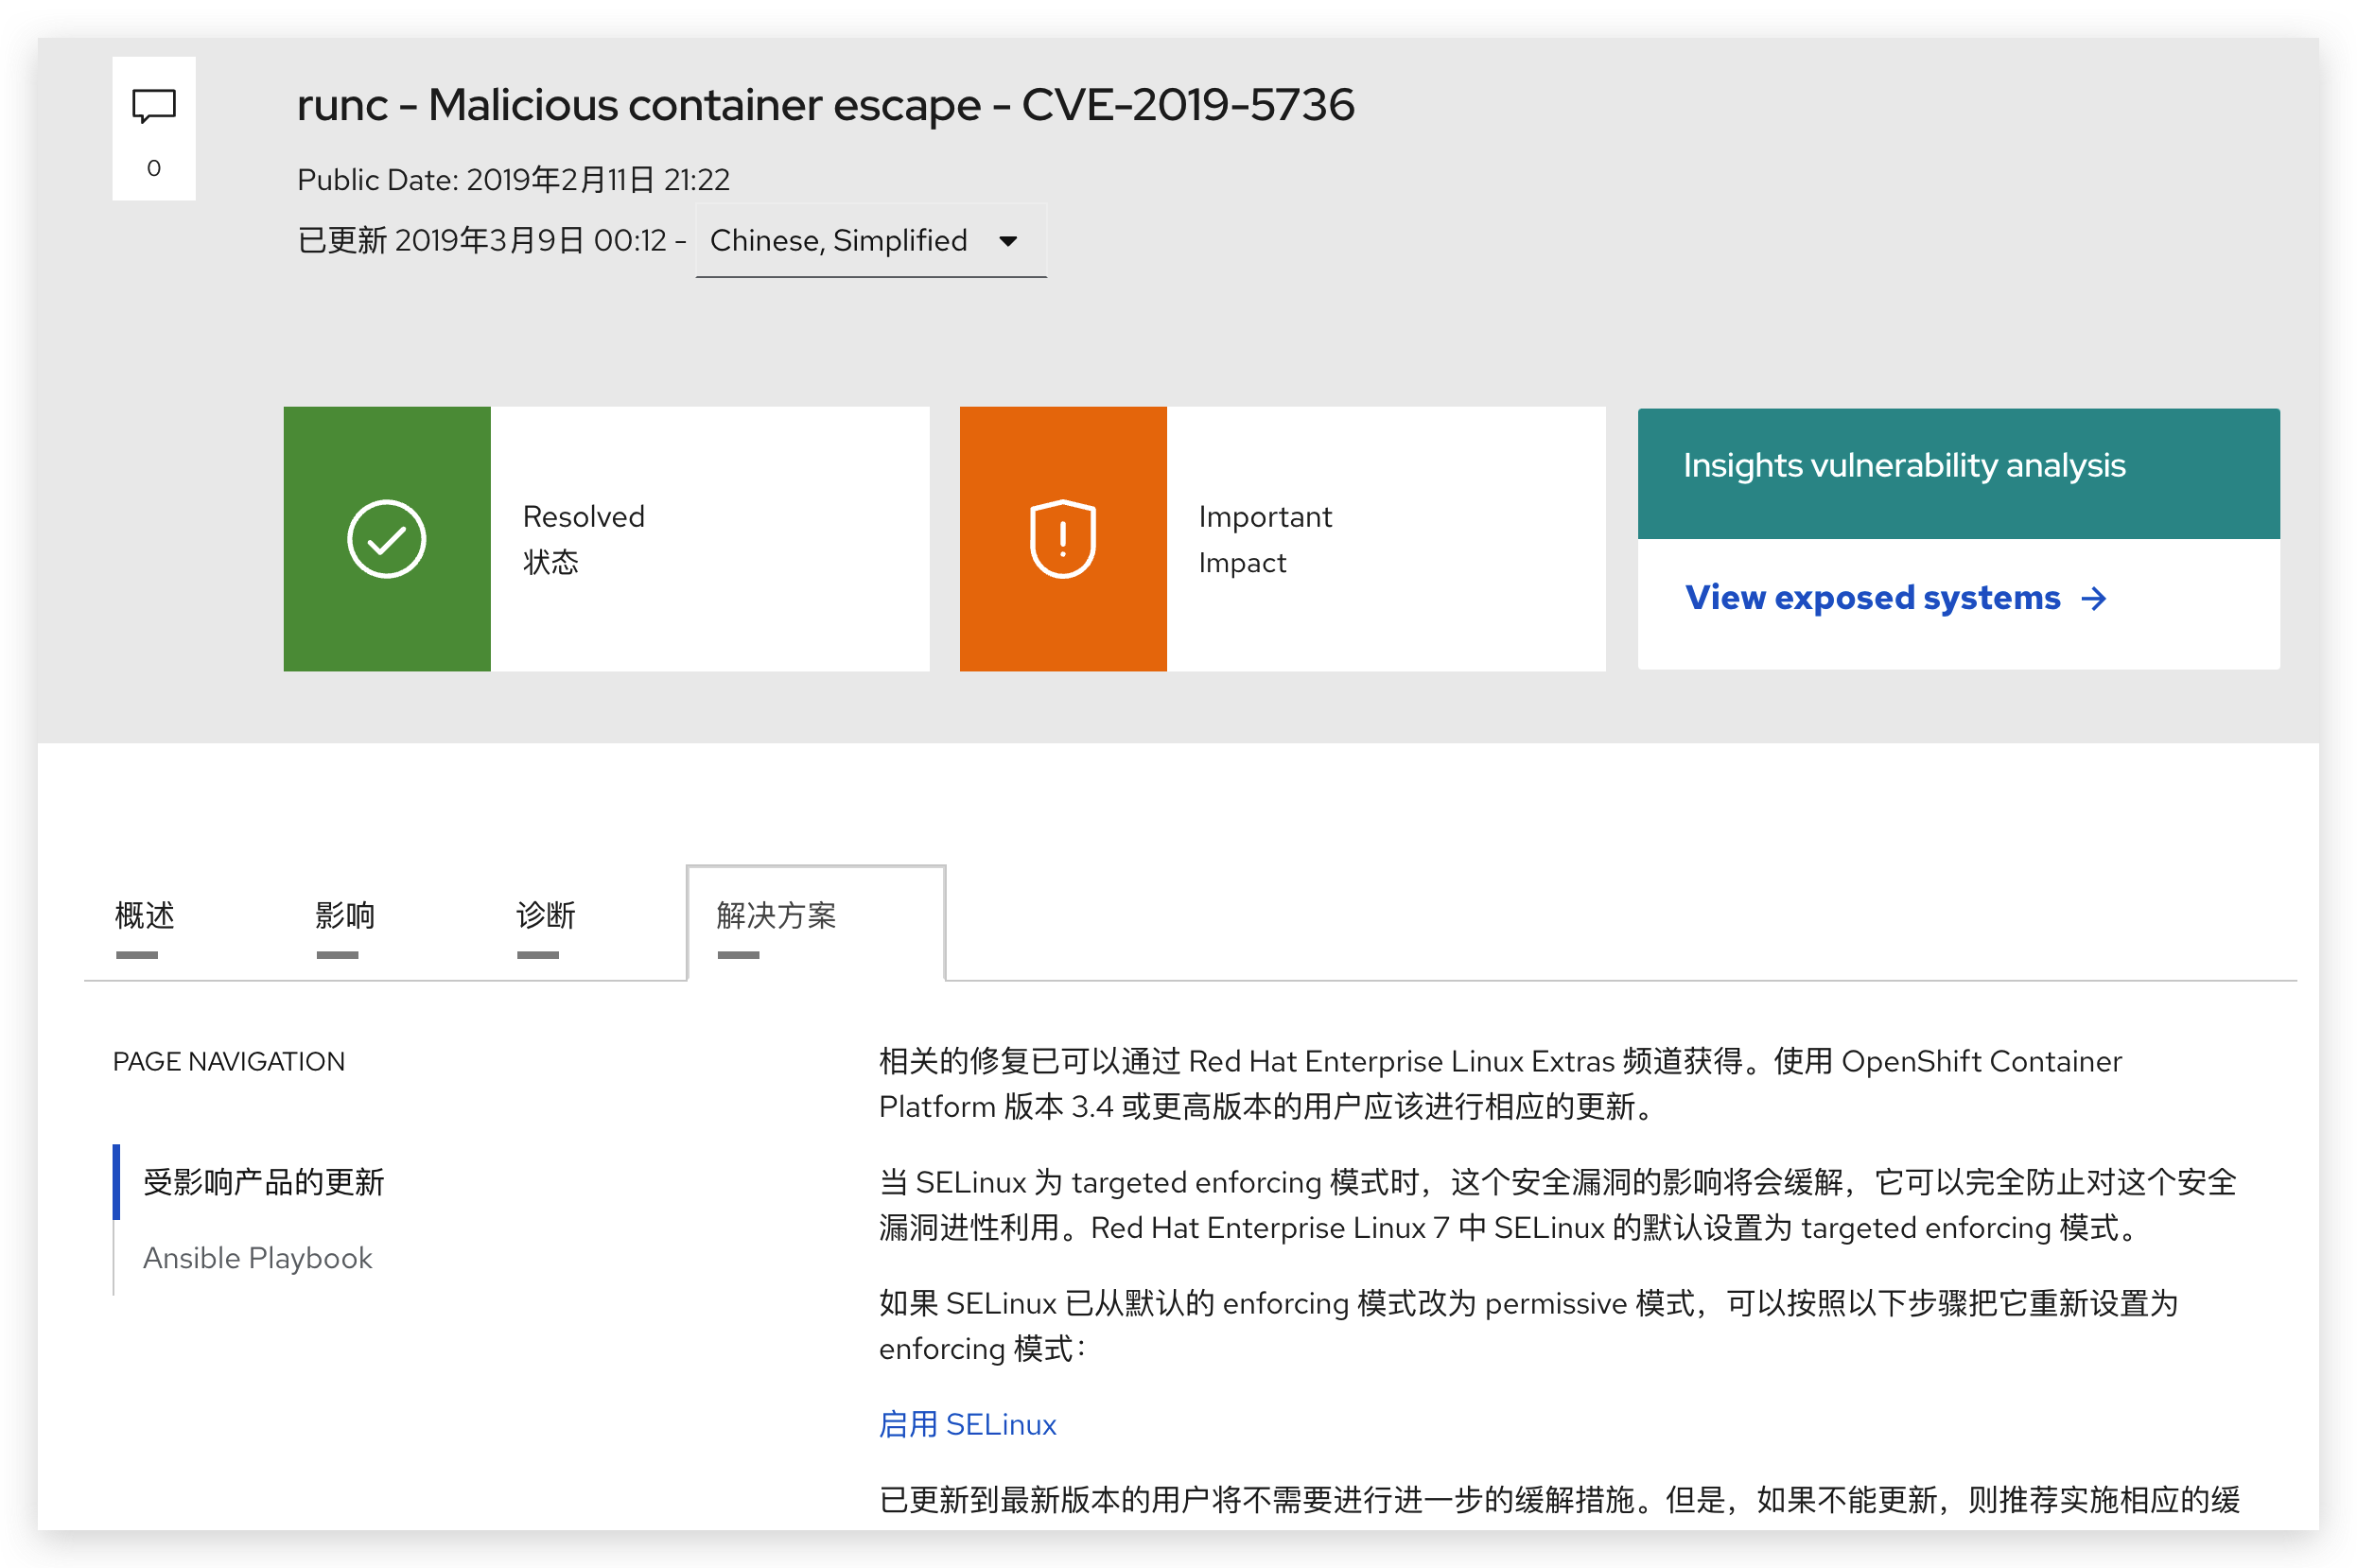 0
runc - Malicious container escape - CVE-2019-5736
Public Date: 2019年2月11日 21:22
已更新 2019年3月9日 00:12 - Chinese, Simplified
Resolved
状态
Important
Impact
Insights vulnerability analysis
View exposed systems →
概述
影响
诊断
解决方案
PAGE NAVIGATION
受影响产品的更新
Ansible Playbook
相关的修复已可以通过 Red Hat Enterprise Linux Extras 频道获得。使用 OpenShift Container
Platform 版本 3.4 或更高版本的用户应该进行相应的更新。
当 SELinux 为 targeted enforcing 模式时，这个安全漏洞的影响将会缓解，它可以完全防止对这个安全
漏洞进性利用。Red Hat Enterprise Linux 7 中 SELinux 的默认设置为 targeted enforcing 模式。
如果 SELinux 已从默认的 enforcing 模式改为 permissive 模式，可以按照以下步骤把它重新设置为
enforcing 模式：
启用 SELinux
已更新到最新版本的用户将不需要进行进一步的缓解措施。但是，如果不能更新，则推荐实施相应的缓